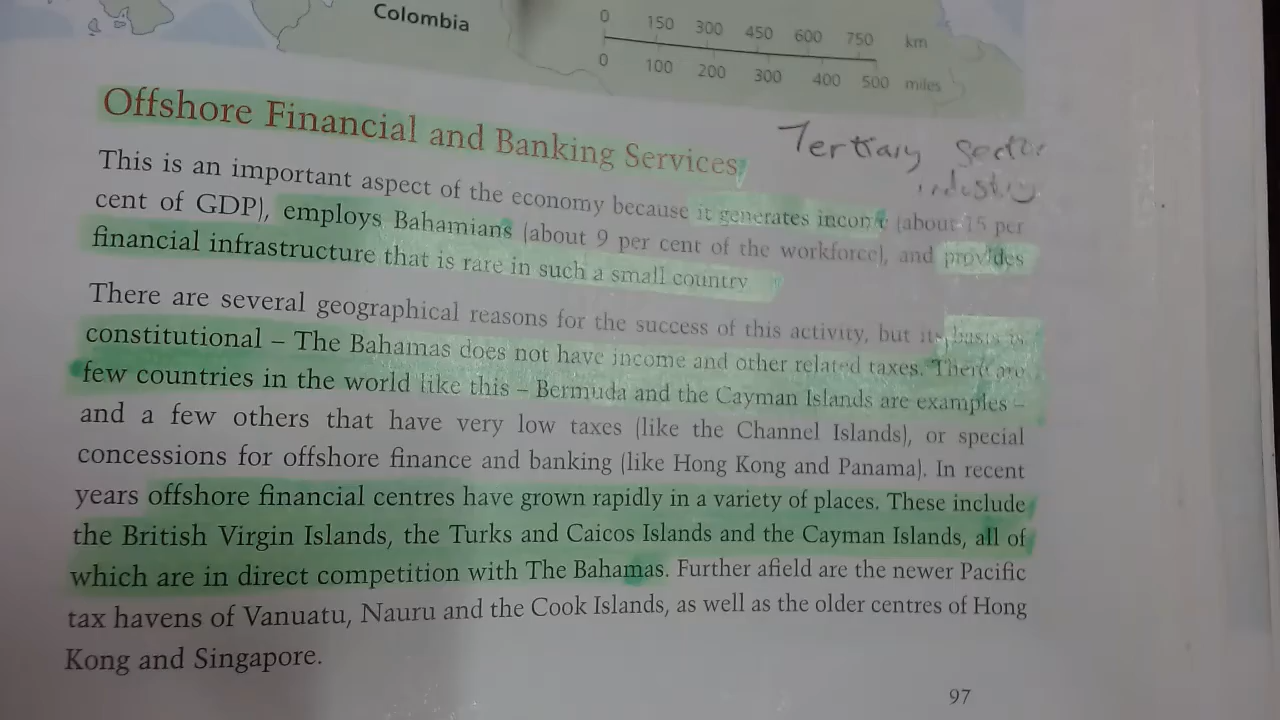 Colombia
0 150 300 450 600 750 km
0 100 200 300 400 500 miles
Offshore Financial and Banking Services
Tertiary Sector
industry
This is an important aspect of the economy because it generates income (about 15 per
cent of GDP), employs Bahamians (about 9 per cent of the workforce), and provides
financial infrastructure that is rare in such a small country
There are several geographical reasons for the success of this activity, but its basis is
constitutional – The Bahamas does not have income and other related taxes. There are
few countries in the world like this – Bermuda and the Cayman Islands are examples –
and a few others that have very low taxes (like the Channel Islands), or special
concessions for offshore finance and banking (like Hong Kong and Panama). In recent
years offshore financial centres have grown rapidly in a variety of places. These include
the British Virgin Islands, the Turks and Caicos Islands and the Cayman Islands, all of
which are in direct competition with The Bahamas. Further afield are the newer Pacific
tax havens of Vanuatu, Nauru and the Cook Islands, as well as the older centres of Hong
Kong and Singapore.
97